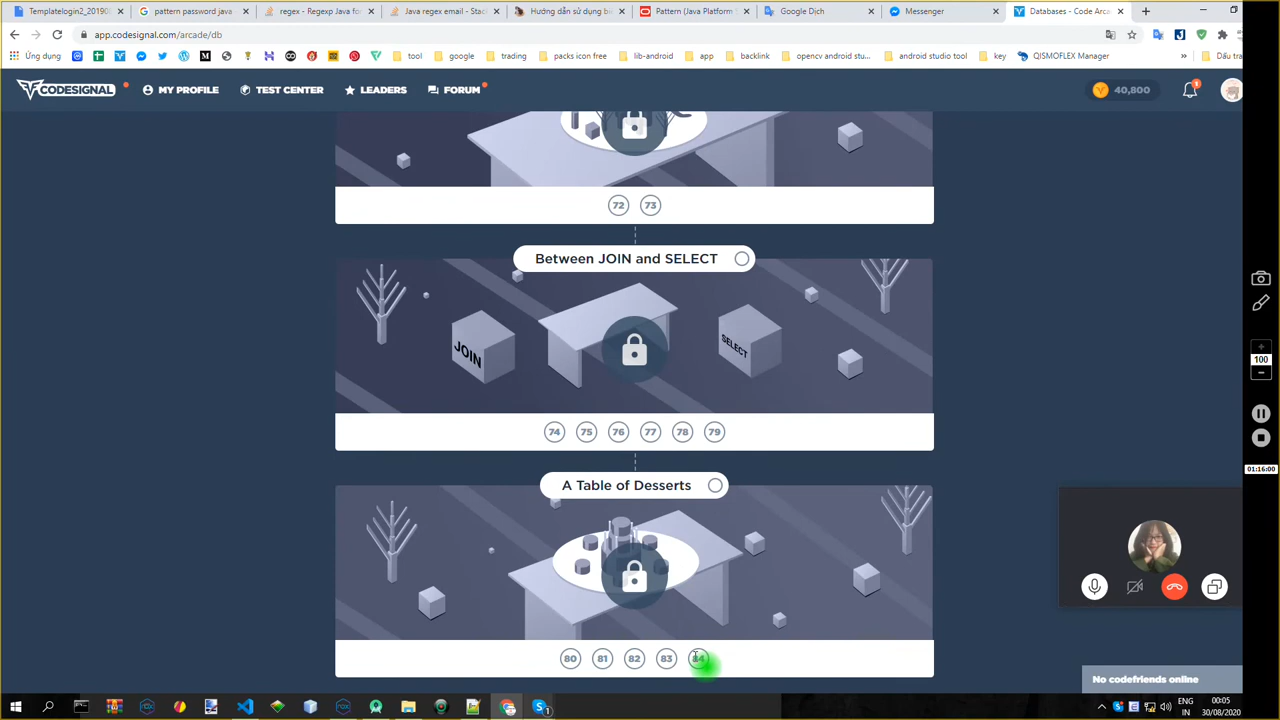 Templatelogin2_20190
pattern password java
regex - Regexp Java fo
Java regex email - Stac
Hướng dẫn sử dụng bi
Pattern (Java Platform S
Google Dịch
Messenger
Databases - Code Arca
app.codesignal.com/arcade/db
Ứng dụng
tool
google
trading
packs icon free
lib-android
app
backlink
opencv android stu...
android studio tool
key
QISMOFLEX Manager
»
Dấu tra
CODESIGNAL
MY PROFILE
TEST CENTER
LEADERS
FORUM
40,800
1
72 73
Between JOIN and SELECT
JOIN
SELECT
100
74 75 76 77 78 79
01:16:00
A Table of Desserts
80 81 82 83 84
No codefriends online
ENG
IN
00:05
30/08/2020